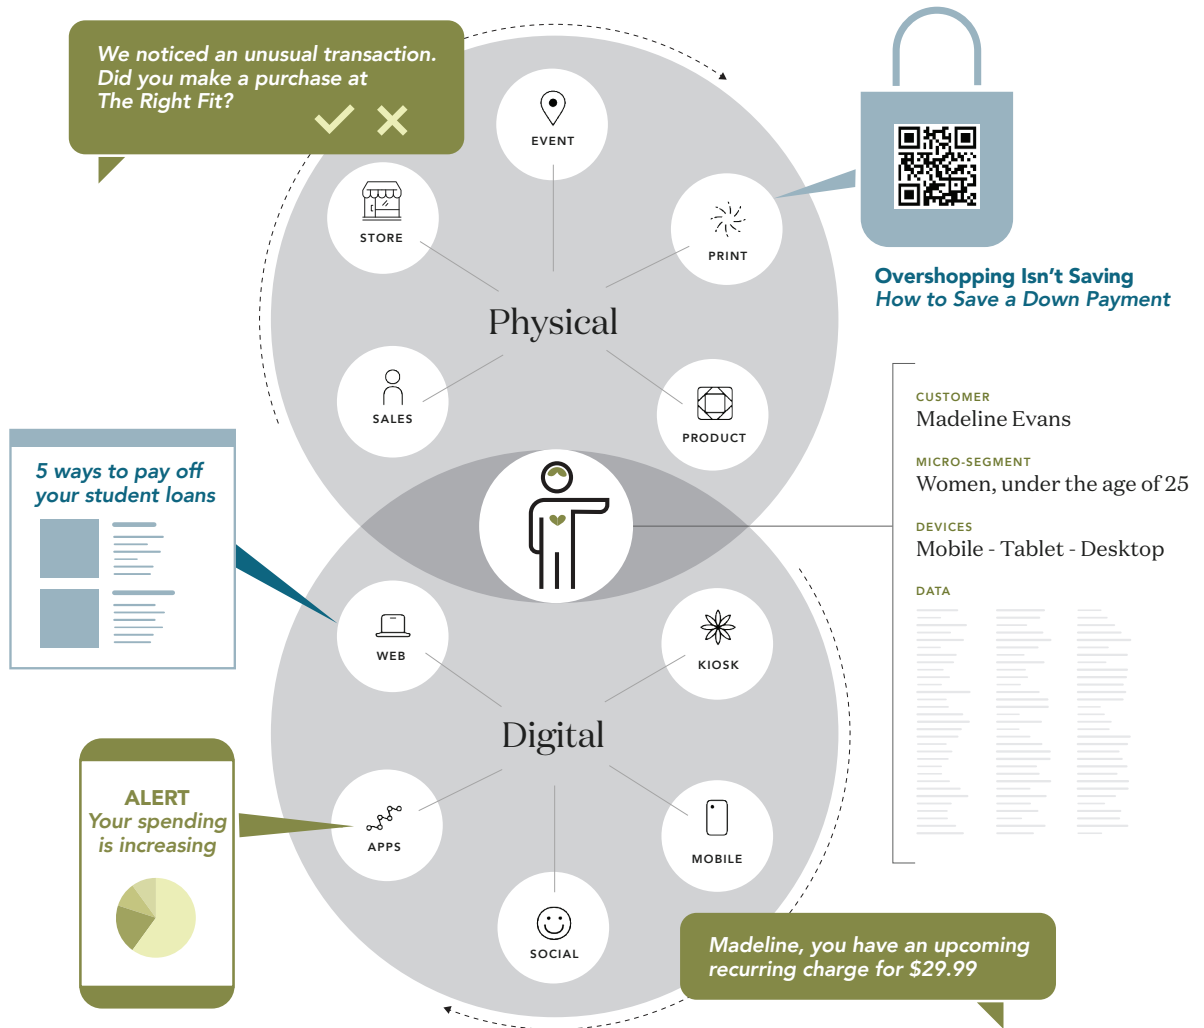 We noticed an unusual transaction.
Did you make a purchase at
The Right Fit?
EVENT
STORE
PRINT
Physical
SALES
PRODUCT
Overshopping Isn’t Saving
How to Save a Down Payment
CUSTOMER
Madeline Evans
MICRO-SEGMENT
Women, under the age of 25
DEVICES
Mobile - Tablet - Desktop
DATA
5 ways to pay off
your student loans
WEB
KIOSK
Digital
APPS
MOBILE
SOCIAL
ALERT
Your spending
is increasing
Madeline, you have an upcoming
recurring charge for $29.99